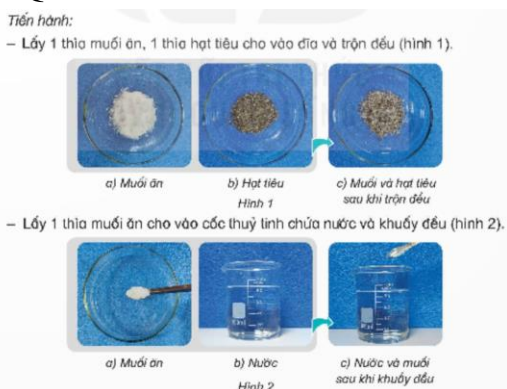 Tiến hành:
– Lấy 1 thìa muối ăn, 1 thìa hạt tiêu cho vào đĩa và trộn đều (hình 1).
a) Muối ăn
b) Hạt tiêu
c) Muối và hạt tiêu
sau khi trộn đều
Hình 1
– Lấy 1 thìa muối ăn cho vào cốc thuỷ tinh chứa nước và khuấy đều (hình 2).
a) Muối ăn
b) Nước
c) Nước và muối
sau khi khuấy đều
Hình 2